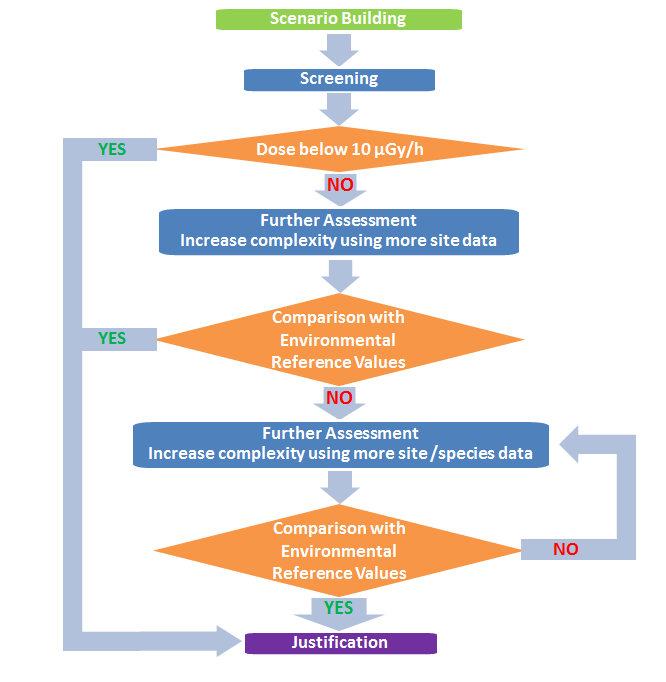 Scenario Building
Screening
YES
Dose below 10 µGy/h
NO
Further Assessment
Increase complexity using more site data
YES
Comparison with
Environmental
Reference Values
NO
Further Assessment
Increase complexity using more site/species data
Comparison with
Environmental
Reference Values
NO
YES
Justification